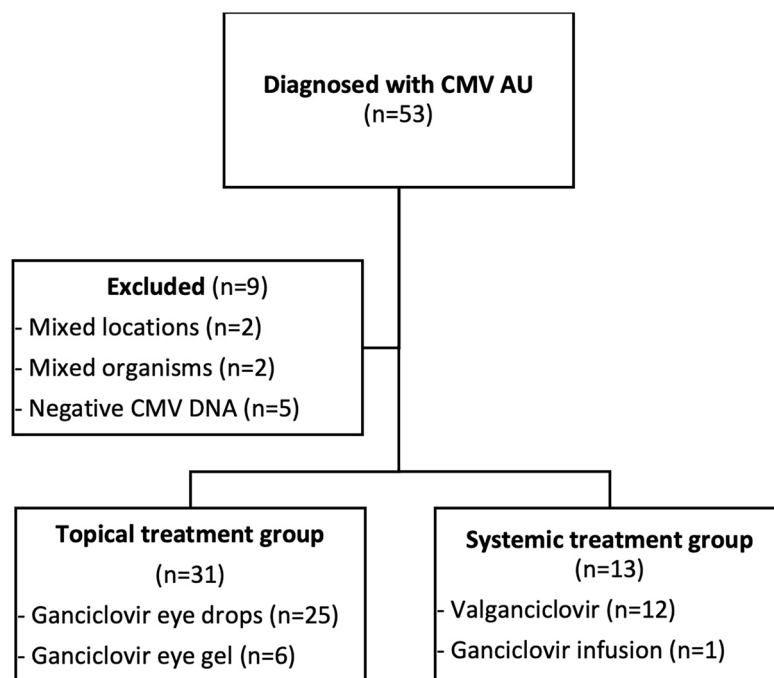 Diagnosed with CMV AU
(n=53)
Excluded (n=9)
- Mixed locations (n=2)
- Mixed organisms (n=2)
- Negative CMV DNA (n=5)
Topical treatment group
(n=31)
- Ganciclovir eye drops (n=25)
- Ganciclovir eye gel (n=6)
Systemic treatment group
(n=13)
- Valganciclovir (n=12)
- Ganciclovir infusion (n=1)